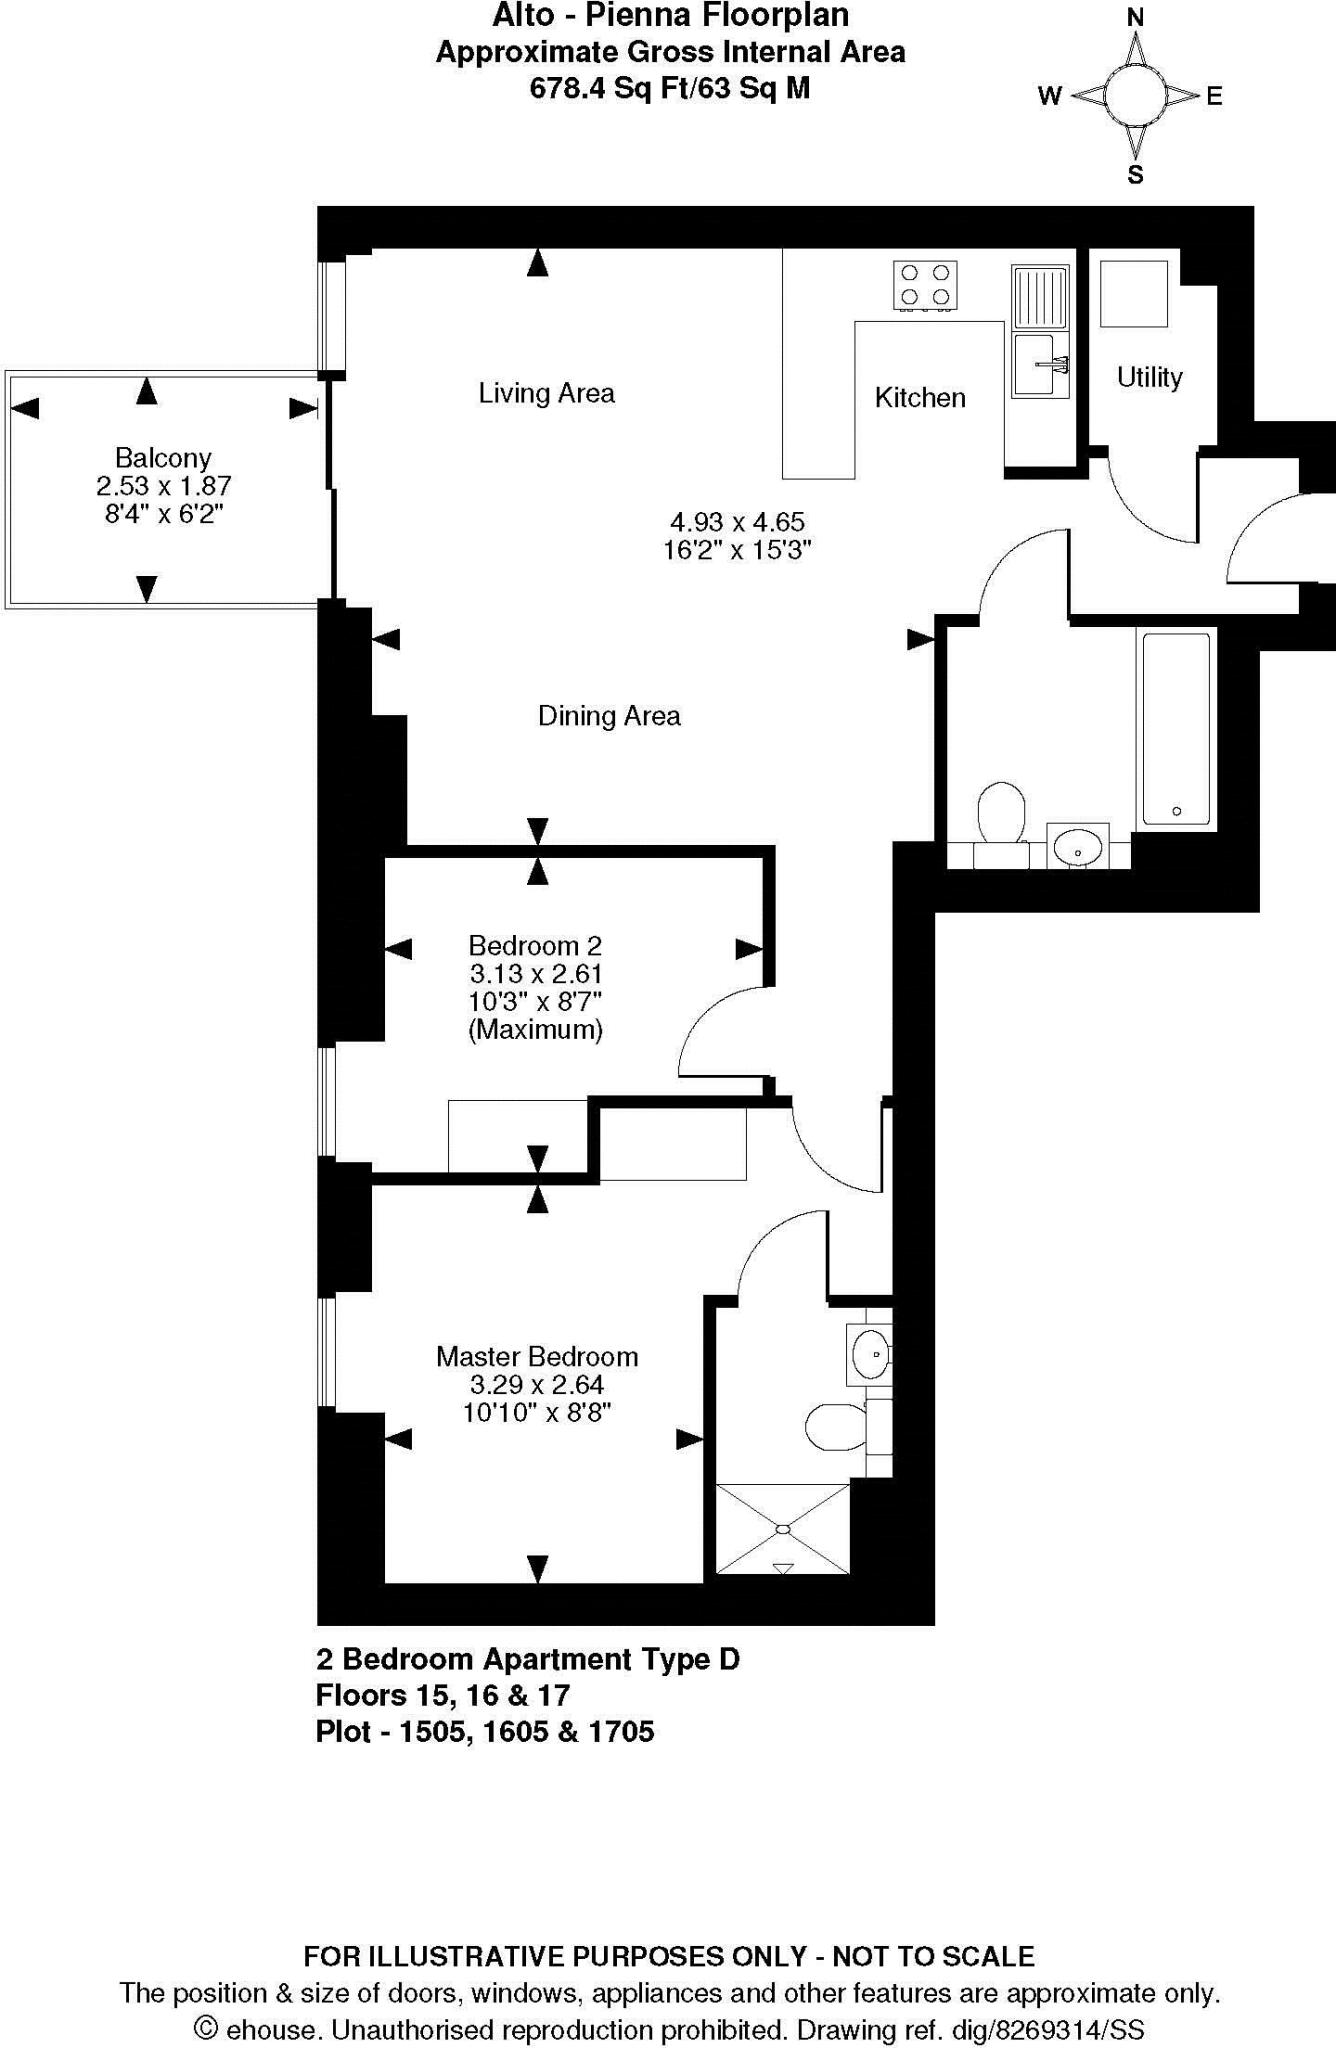 Alto - Pienna Floorplan
Approximate Gross Internal Area
678.4 Sq Ft/63 Sq M
N
W
E
S
Living Area
Kitchen
Utility
Balcony
2.53 x 1.87
8'4" x 6'2"
4.93 x 4.65
16'2" x 15'3"
Dining Area
Bedroom 2
3.13 x 2.61
10'3" x 8'7"
(Maximum)
Master Bedroom
3.29 x 2.64
10'10" x 8'8"
2 Bedroom Apartment Type D
Floors 15, 16 & 17
Plot - 1505, 1605 & 1705
FOR ILLUSTRATIVE PURPOSES ONLY - NOT TO SCALE
The position & size of doors, windows, appliances and other features are approximate only.
© ehouse. Unauthorised reproduction prohibited. Drawing ref. dig/8269314/SS